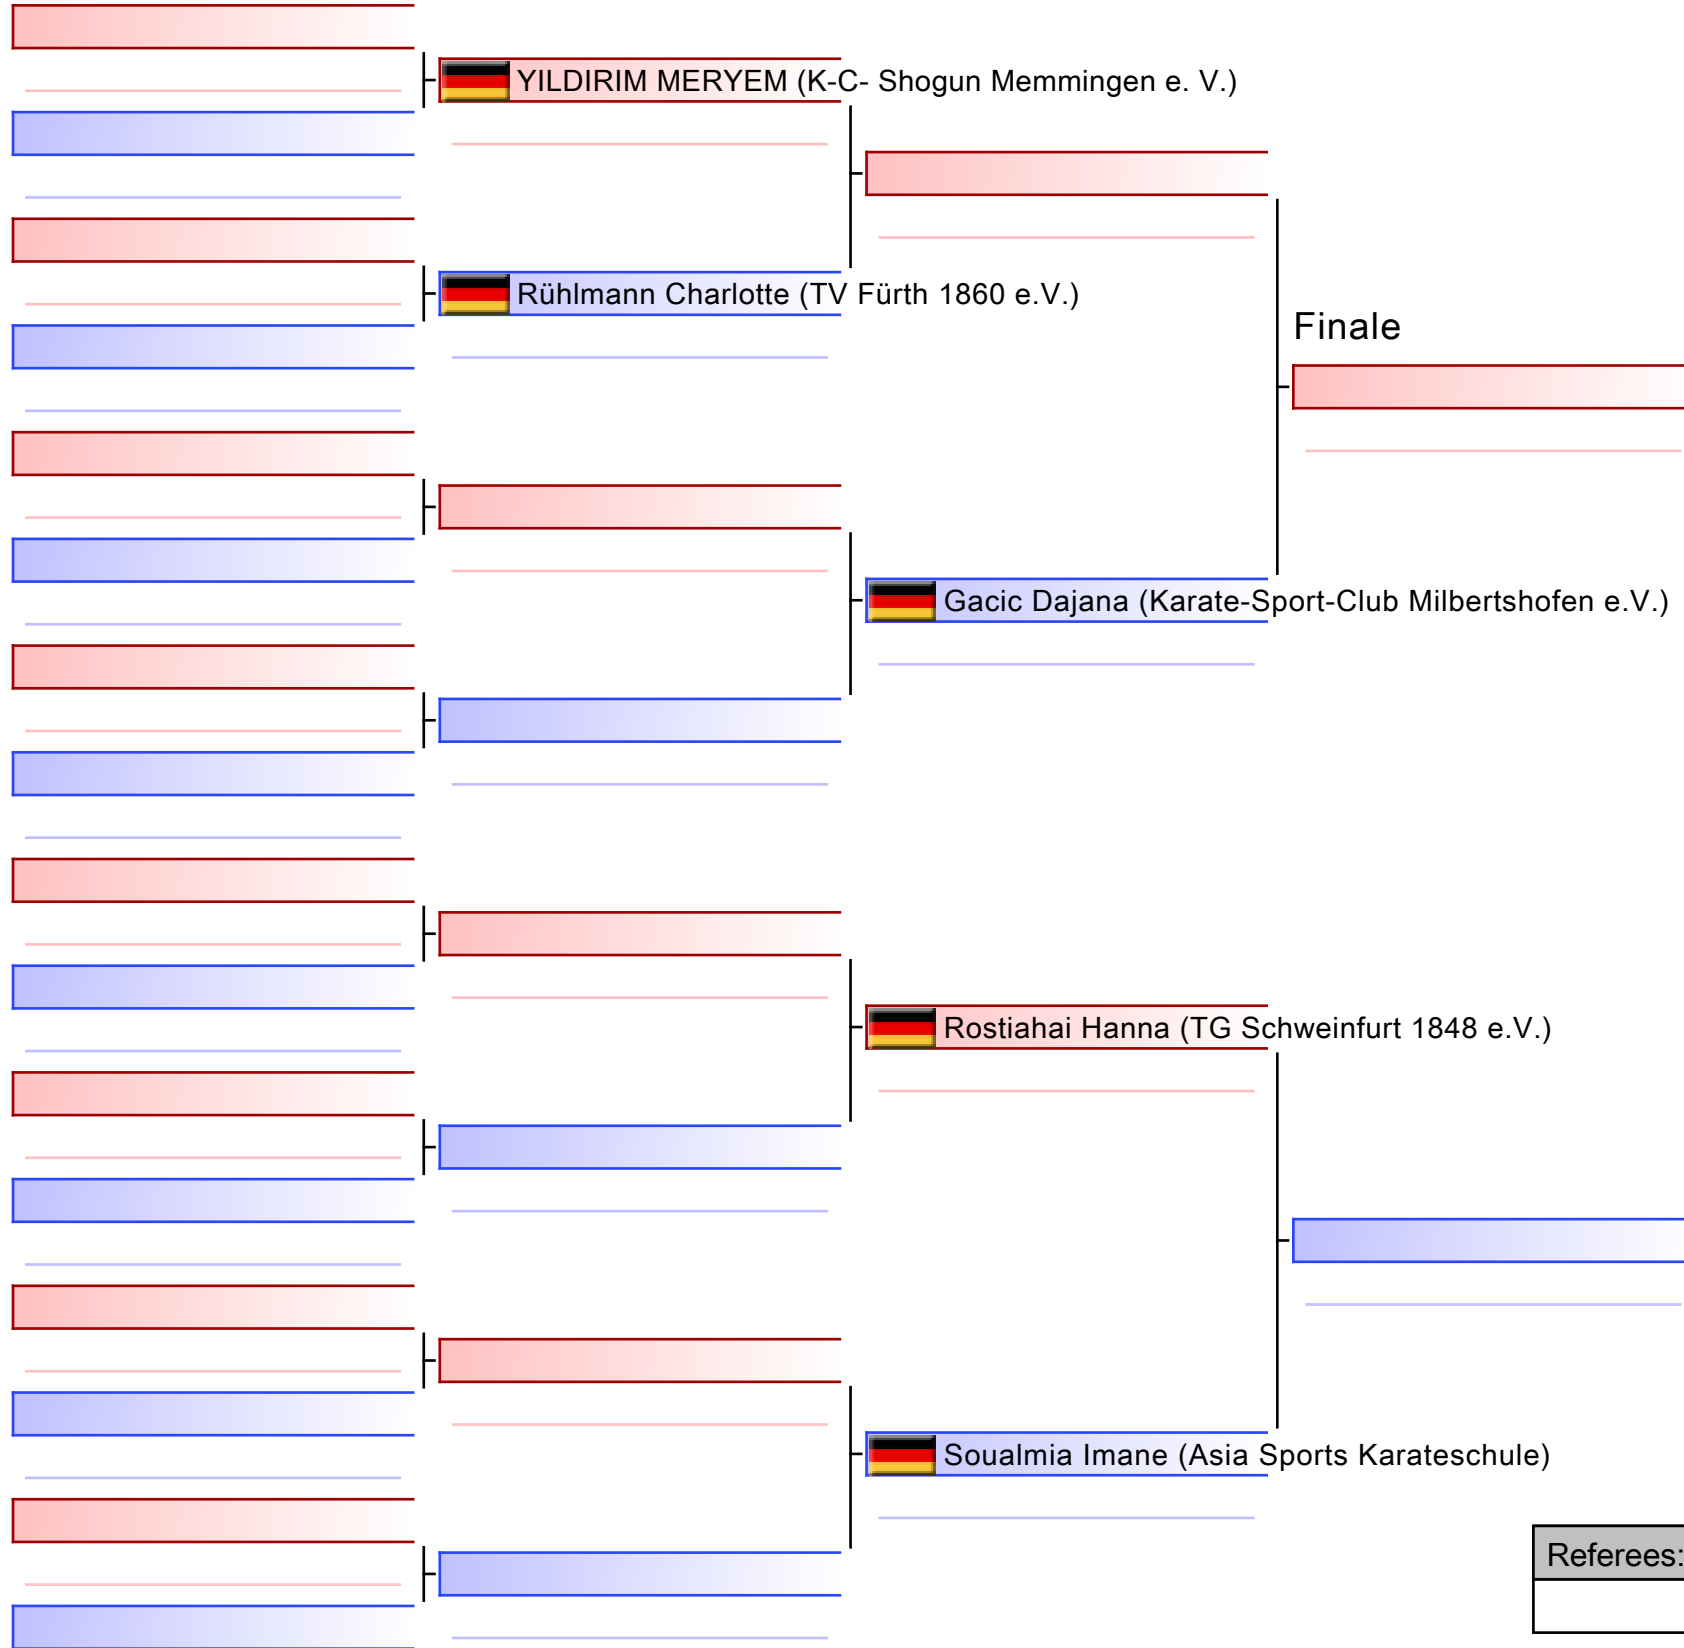 YILDIRIM MERYEM (K-C- Shogun Memmingen e. V.)
Rühlmann Charlotte (TV Fürth 1860 e.V.)
Finale
Gacic Dajana (Karate-Sport-Club Milbertshofen e.V.)
Rostiahai Hanna (TG Schweinfurt 1848 e.V.)
Soualmia Imane (Asia Sports Karateschule)
Referees: